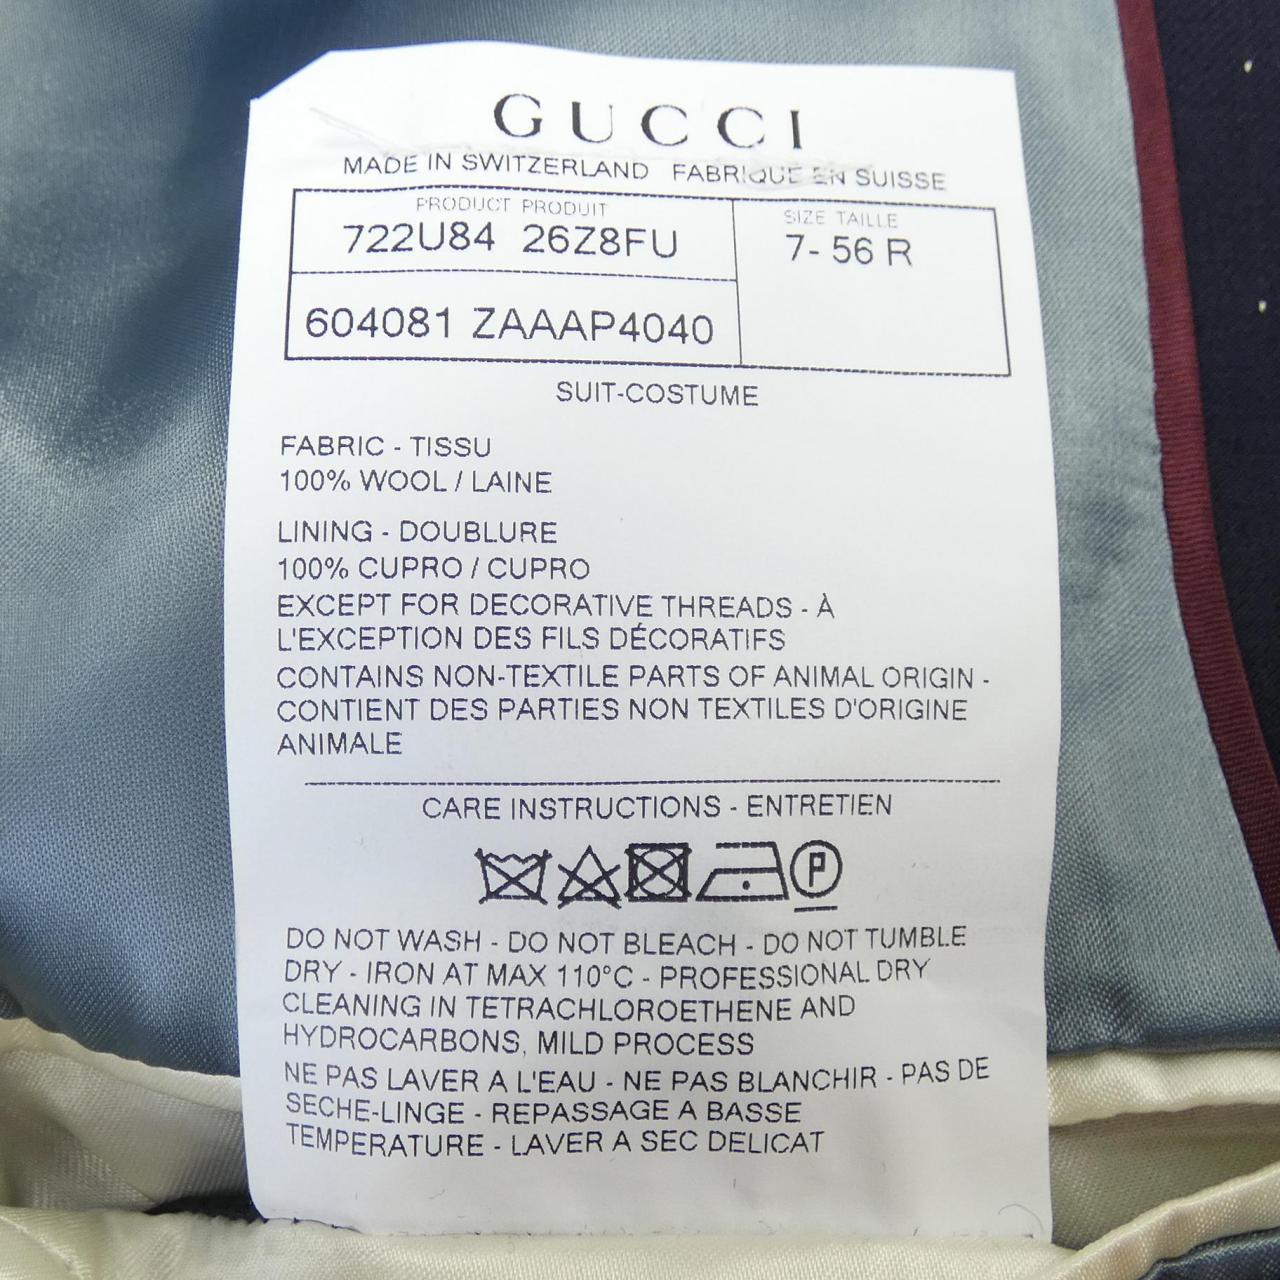 GUCCI
MADE IN SWITZERLAND FABRIQUE EN SUISSE
PRODUCT PRODUIT
722U84 26Z8FU
SIZE TAILLE
7- 56 R
604081 ZAAAP4040
SUIT-COSTUME
FABRIC - TISSU
100% WOOL / LAINE
LINING - DOUBLURE
100% CUPRO / CUPRO
EXCEPT FOR DECORATIVE THREADS - À
L'EXCEPTION DES FILS DÉCORATIFS
CONTAINS NON-TEXTILE PARTS OF ANIMAL ORIGIN -
CONTIENT DES PARTIES NON TEXTILES D'ORIGINE
ANIMALE
CARE INSTRUCTIONS - ENTRETIEN
P
DO NOT WASH - DO NOT BLEACH - DO NOT TUMBLE
DRY - IRON AT MAX 110°C - PROFESSIONAL DRY
CLEANING IN TETRACHLOROETHENE AND
HYDROCARBONS, MILD PROCESS
NE PAS LAVER A L'EAU - NE PAS BLANCHIR - PAS DE
SECHE-LINGE - REPASSAGE A BASSE
TEMPERATURE - LAVER A SEC DELICAT